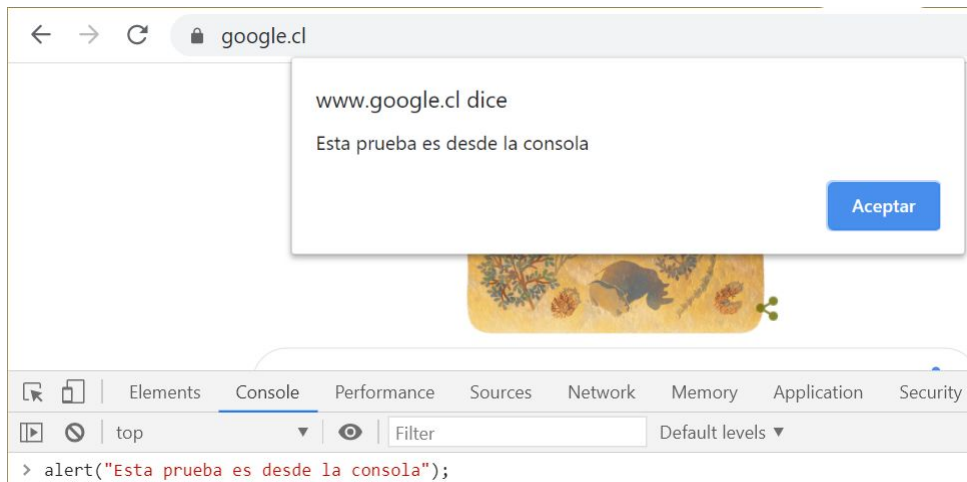 google.cl
www.google.cl dice
Esta prueba es desde la consola
Aceptar
Elements Console Performance Sources Network Memory Application Security
top Filter Default levels ▼
> alert("Esta prueba es desde la consola");